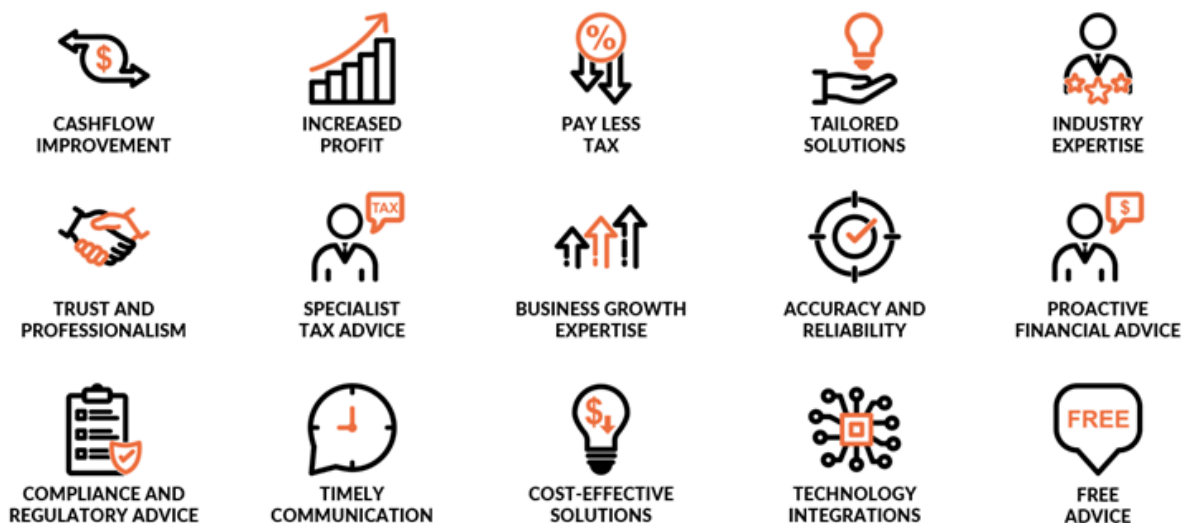 $
%
CASHFLOW
IMPROVEMENT
INCREASED
PROFIT
PAY LESS
TAX
TAILORED
SOLUTIONS
INDUSTRY
EXPERTISE
TAX
$
TRUST AND
PROFESSIONALISM
SPECIALIST
TAX ADVICE
BUSINESS GROWTH
EXPERTISE
ACCURACY AND
RELIABILITY
PROACTIVE
FINANCIAL ADVICE
$
FREE
COMPLIANCE AND
REGULATORY ADVICE
TIMELY
COMMUNICATION
COST-EFFECTIVE
SOLUTIONS
TECHNOLOGY
INTEGRATIONS
FREE
ADVICE